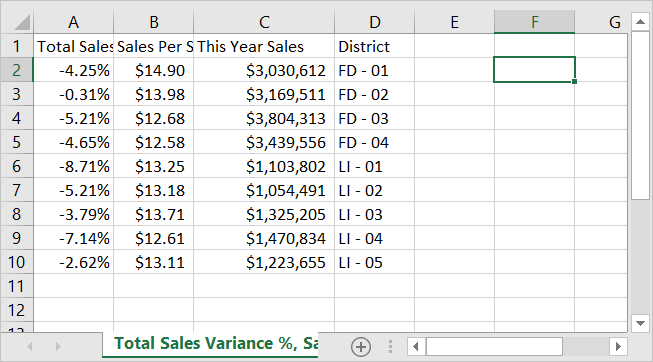 A B C D E F G
1 Total Sales Sales Per S This Year Sales District
2 -4.25% $14.90 $3,030,612 FD - 01
3 -0.31% $13.98 $3,169,511 FD - 02
4 -5.21% $12.68 $3,804,313 FD - 03
5 -4.65% $12.58 $3,439,556 FD - 04
6 -8.71% $13.25 $1,103,802 LI - 01
7 -5.21% $13.18 $1,054,491 LI - 02
8 -3.79% $13.71 $1,325,205 LI - 03
9 -7.14% $12.61 $1,470,834 LI - 04
10 -2.62% $13.11 $1,223,655 LI - 05
11
12
Total Sales Variance %, Sa